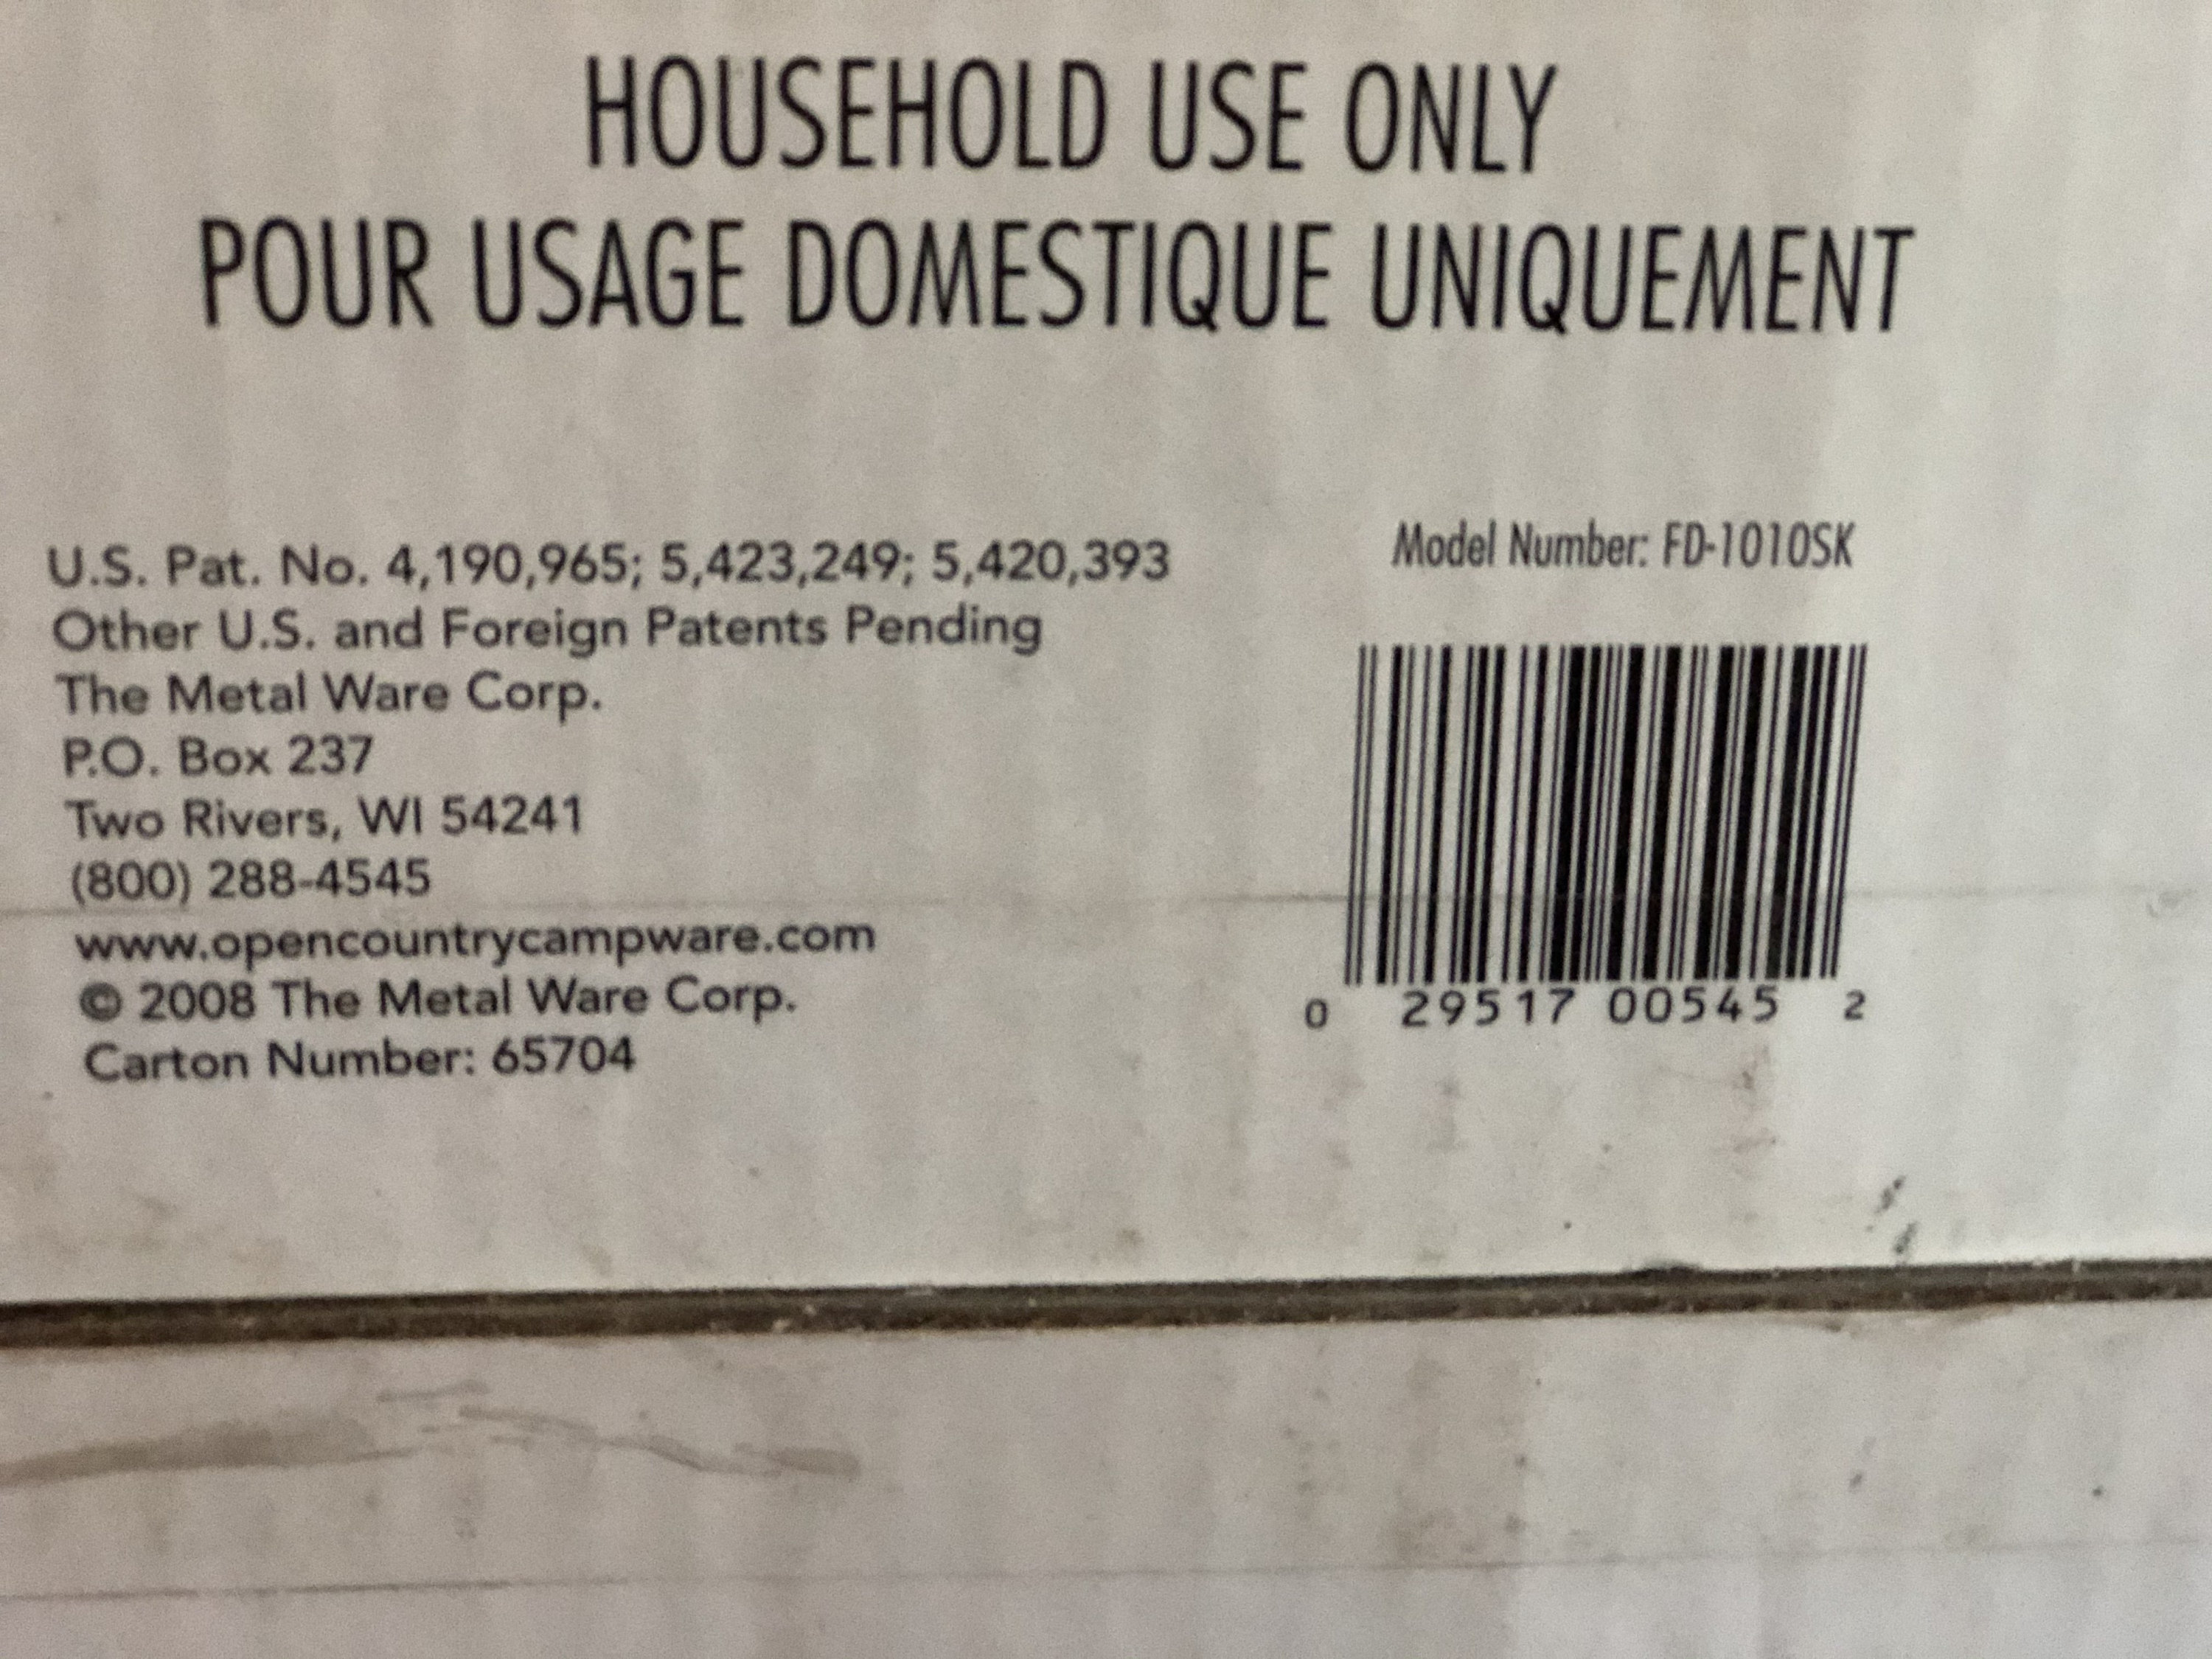 HOUSEHOLD USE ONLY
POUR USAGE DOMESTIQUE UNIQUEMENT
U.S. Pat. No. 4,190,965; 5,423,249; 5,420,393
Other U.S. and Foreign Patents Pending
The Metal Ware Corp.
P.O. Box 237
Two Rivers, WI 54241
(800) 288-4545
www.opencountrycampware.com
© 2008 The Metal Ware Corp.
Carton Number: 65704
Model Number: FD-1010SK
0 29517 00545 2